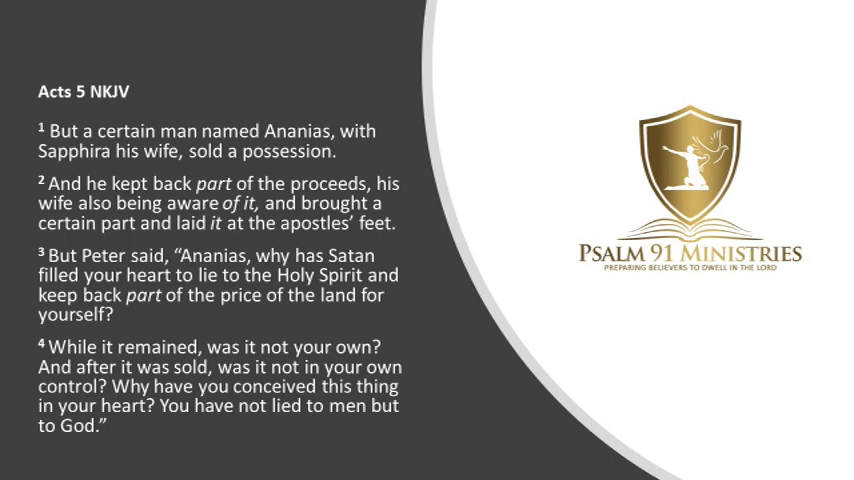 Acts 5 NKJV
1 But a certain man named Ananias, with
Sapphira his wife, sold a possession.
2 And he kept back part of the proceeds, his
wife also being aware of it, and brought a
certain part and laid it at the apostles’ feet.
3 But Peter said, “Ananias, why has Satan
filled your heart to lie to the Holy Spirit and
keep back part of the price of the land for
yourself?
4 While it remained, was it not your own?
And after it was sold, was it not in your own
control? Why have you conceived this thing
in your heart? You have not lied to men but
to God.”
Psalm 91 Ministries
PREPARING BELIEVERS TO DWELL IN THE LORD